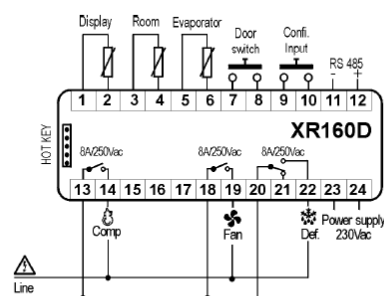 Display Room Evaporator Door switch Confi. Input RS 485
- +
1 2 3 4 5 6 7 8 9 10 11 12
HOT KEY
XR160D
8A/250Vac 8A/250Vac 8A/250Vac
13 14 15 16 17 18 19 20 21 22 23 24
Comp Fan Def. Power supply 230Vac
Line